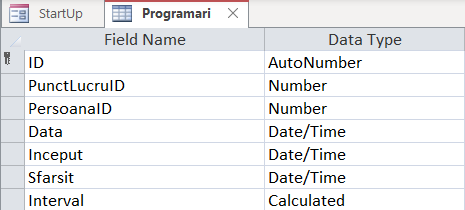 StartUp Programari
Field Name Data Type
ID AutoNumber
PunctLucruID Number
PersoanaID Number
Data Date/Time
Inceput Date/Time
Sfarsit Date/Time
Interval Calculated